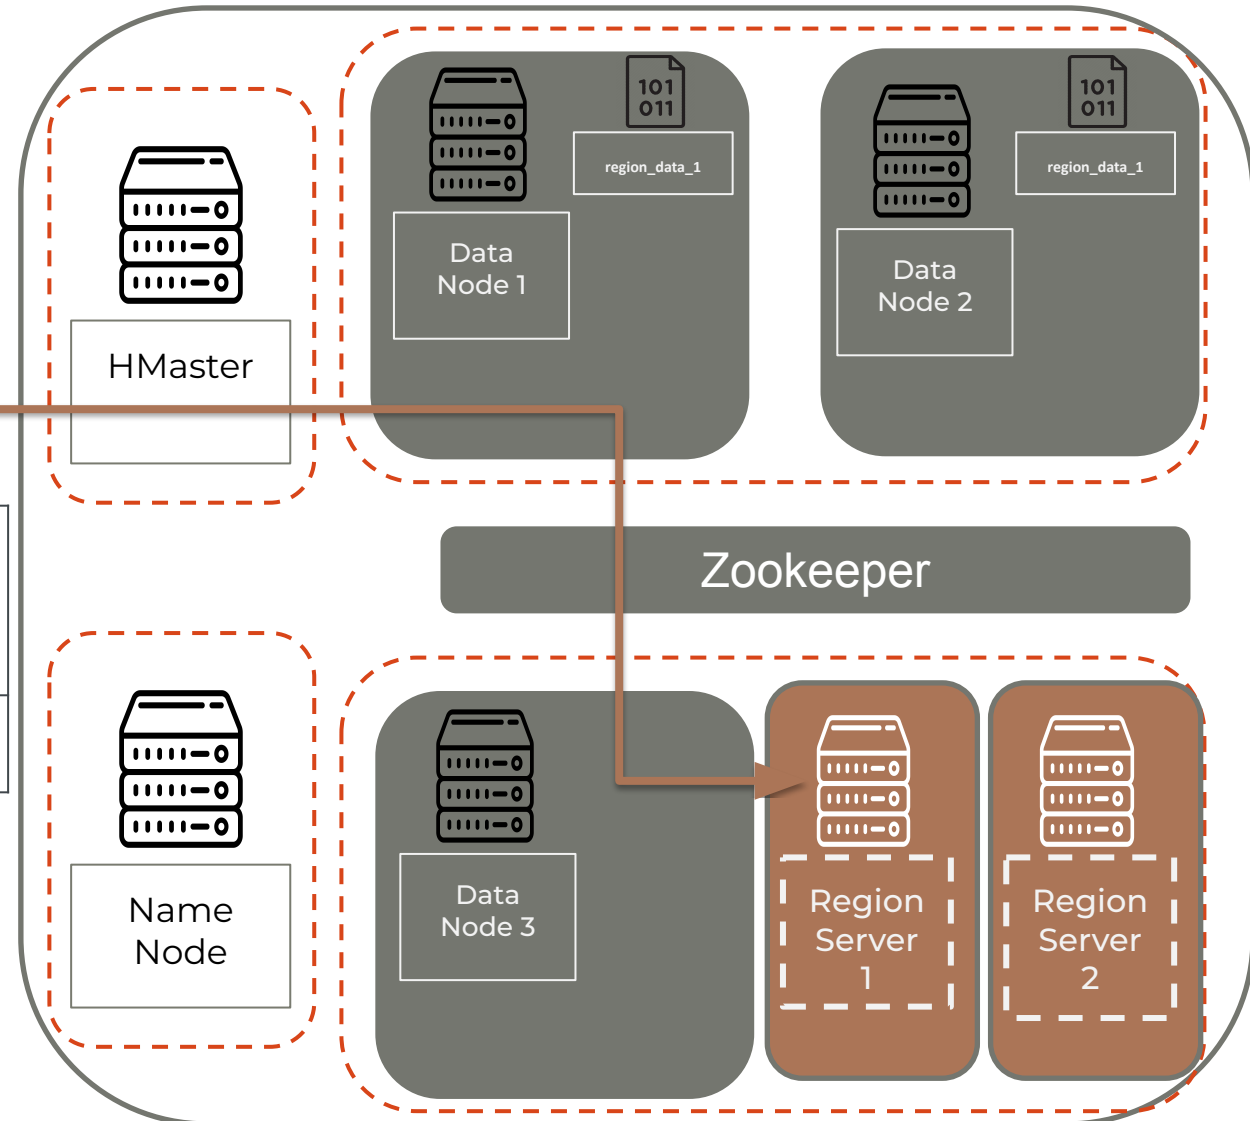 101
011
region_data_1
Data
Node 1
101
011
region_data_1
Data
Node 2
HMaster
Zookeeper
Name
Node
Data
Node 3
Region
Server
1
Region
Server
2